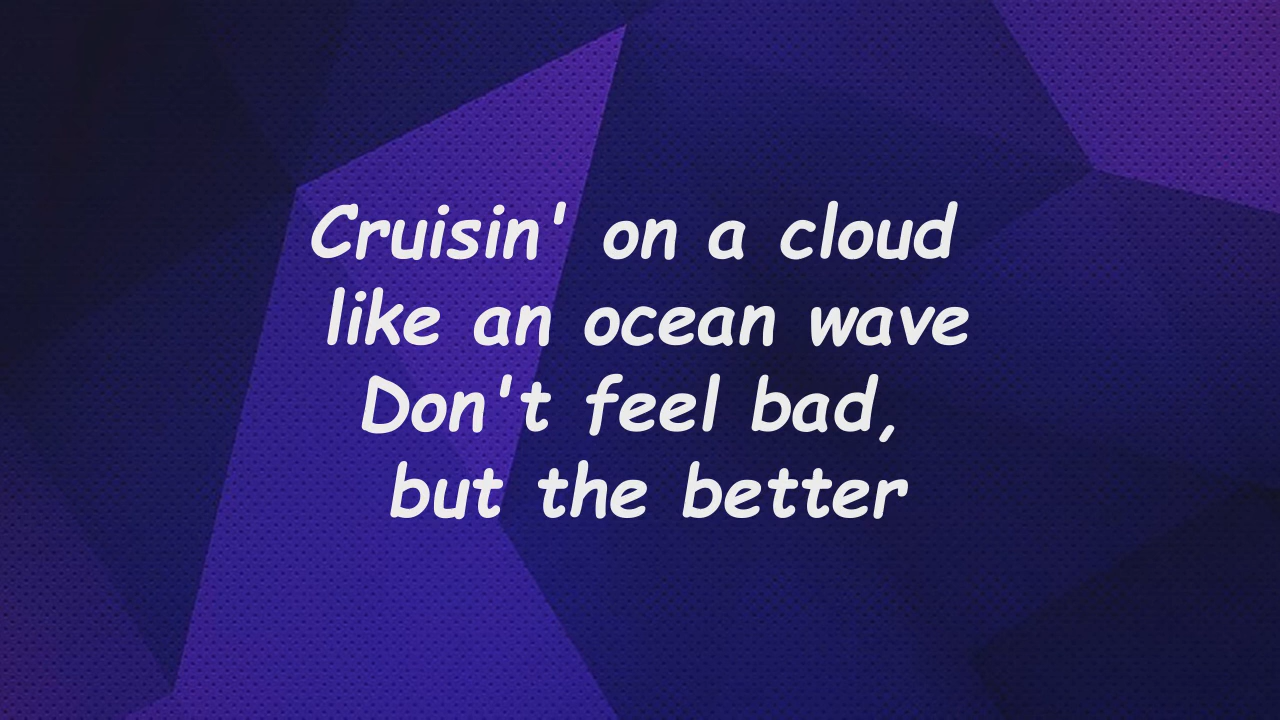 Cruisin' on a cloud
like an ocean wave
Don't feel bad,
but the better